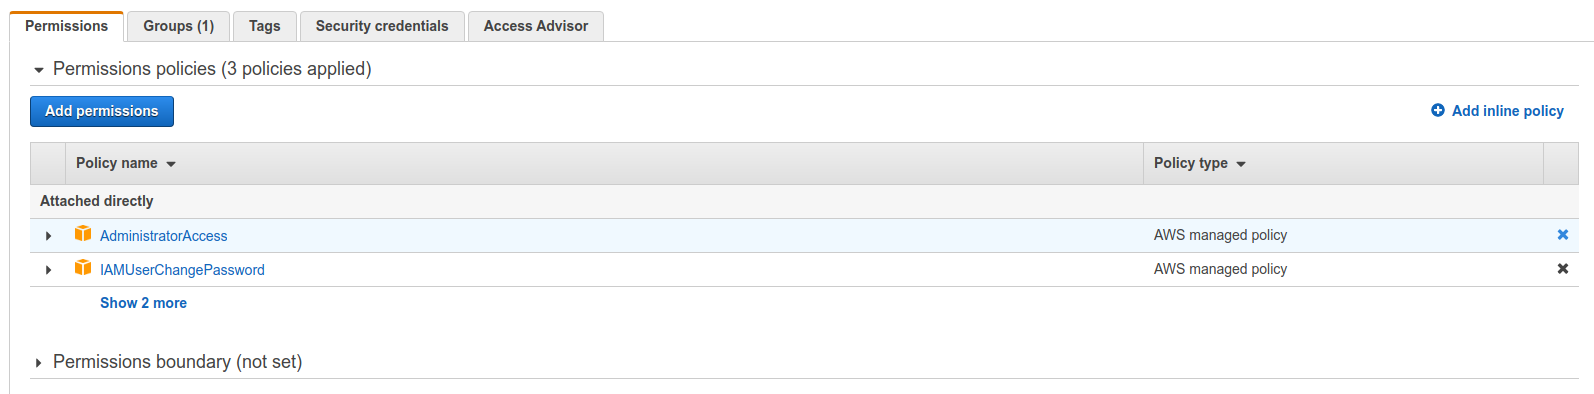 Permissions Groups (1) Tags Security credentials Access Advisor
Permissions policies (3 policies applied)
Add permissions Add inline policy
Policy name Policy type
Attached directly
AdministratorAccess AWS managed policy
IAMUserChangePassword AWS managed policy
Show 2 more
Permissions boundary (not set)